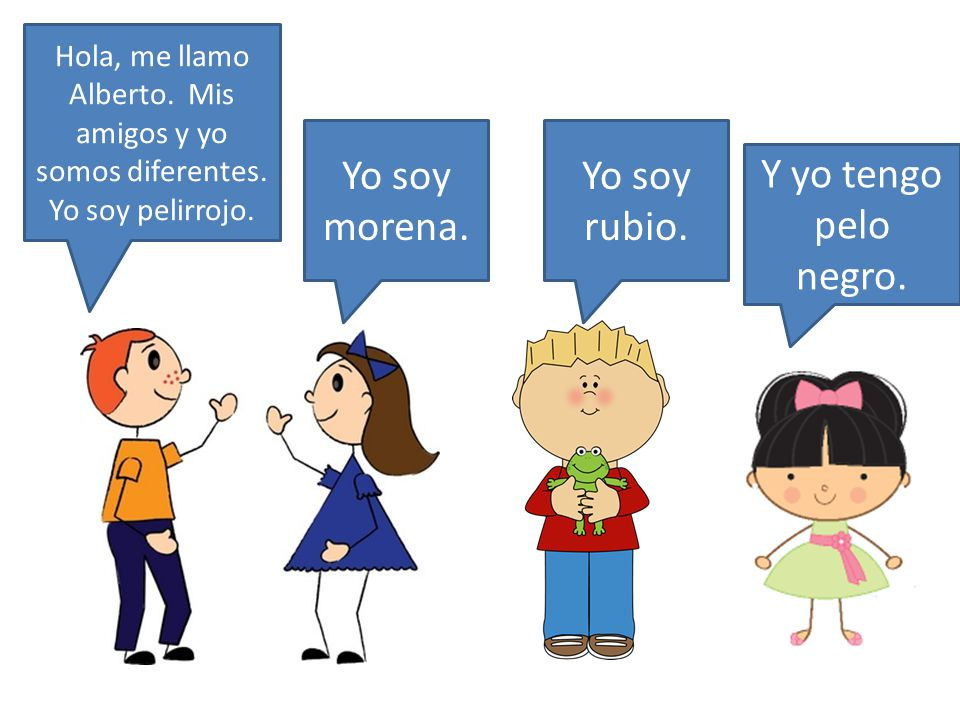 Hola, me llamo
Alberto. Mis
amigos y yo
somos diferentes.
Yo soy pelirrojo.
Yo soy
morena.
Yo soy
rubio.
Y yo tengo
pelo
negro.